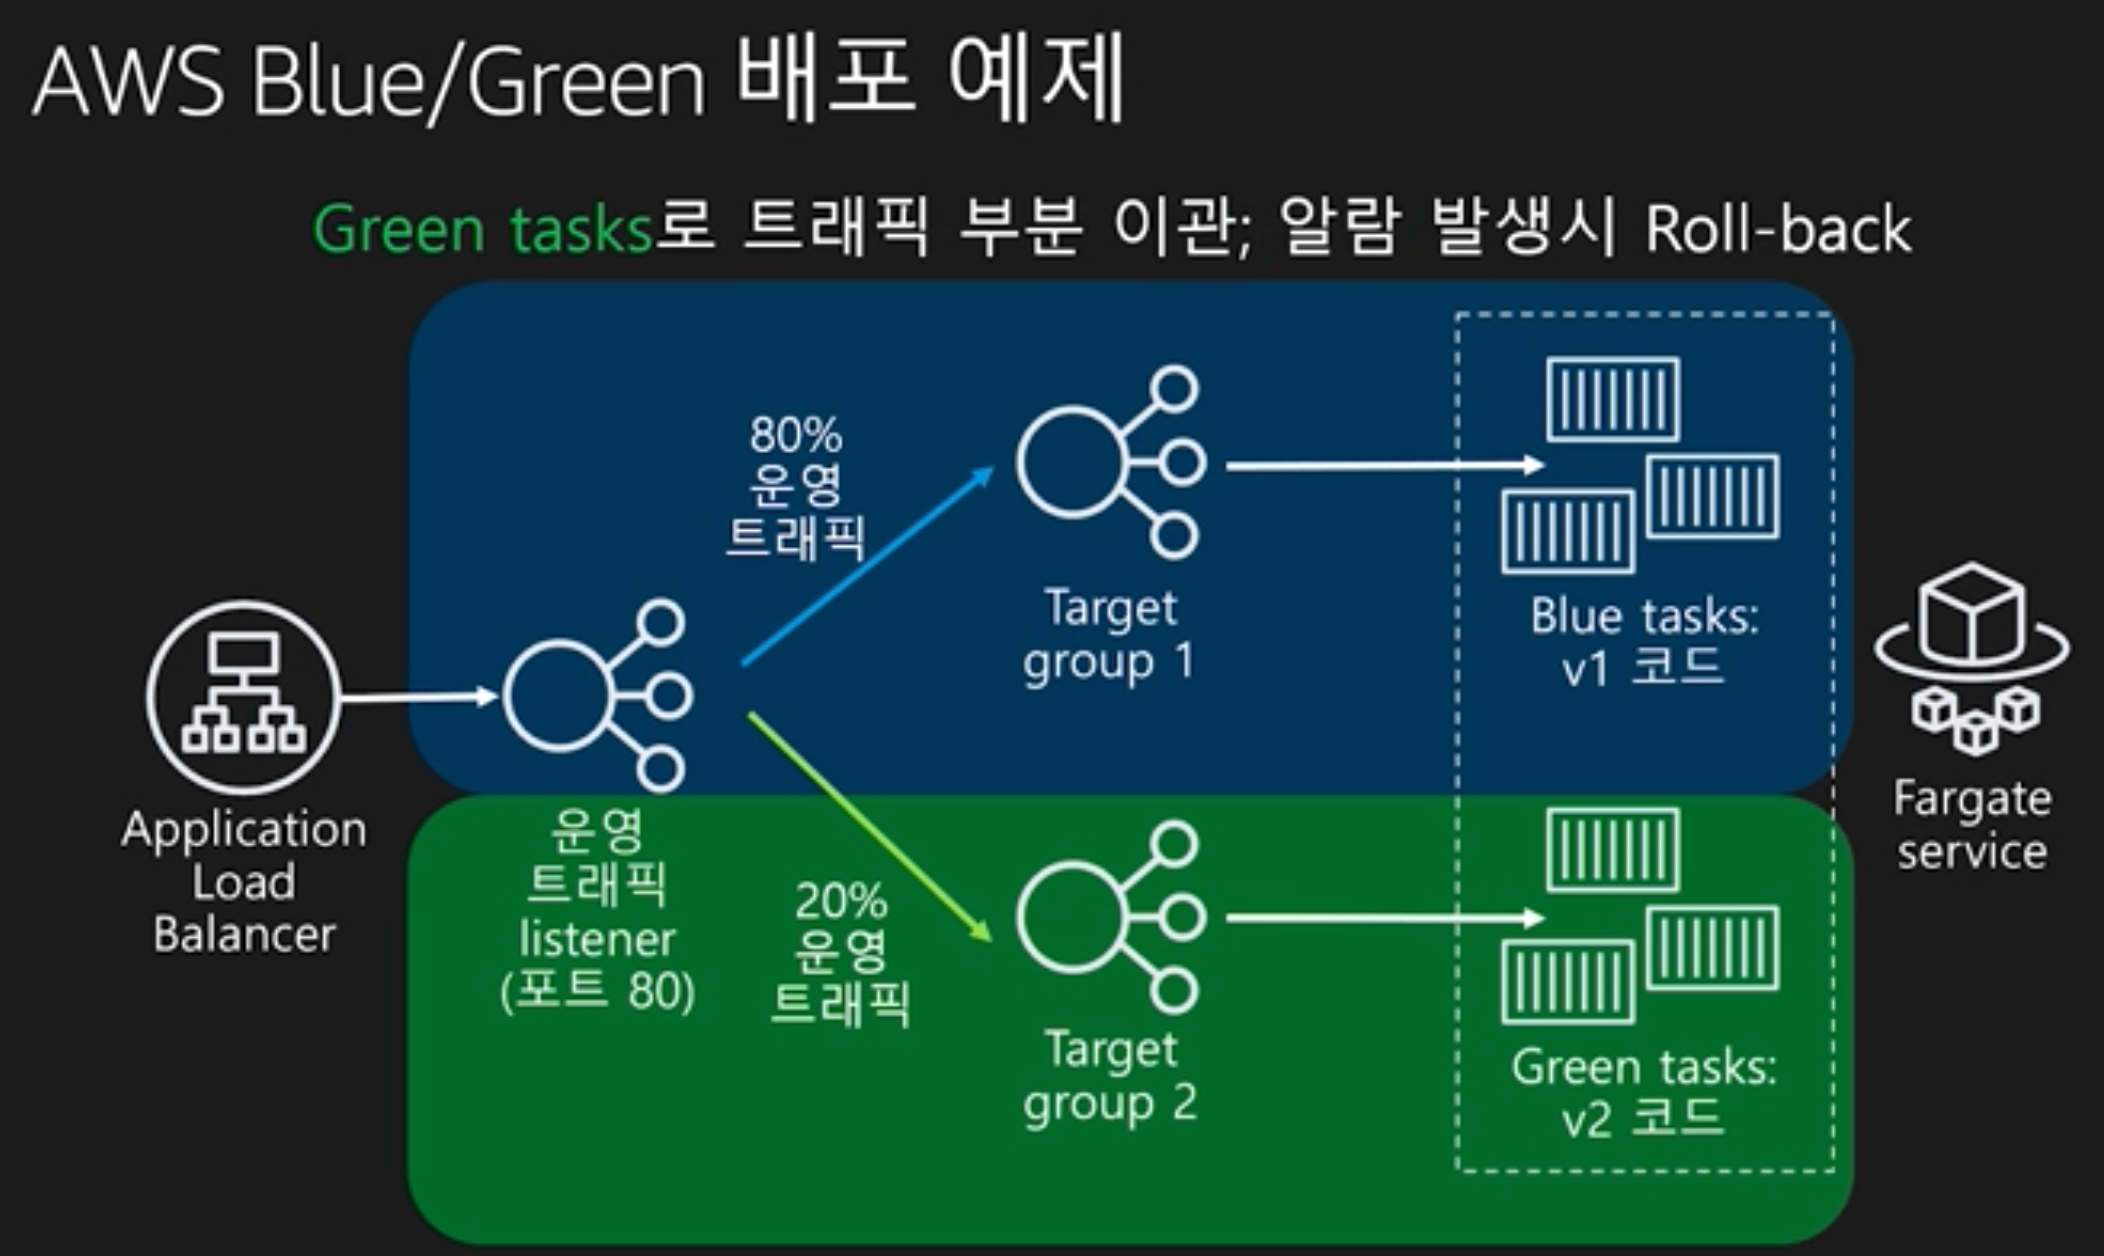 AWS Blue/Green 배포 예제
Green tasks로 트래픽 부분 이관; 알람 발생시 Roll-back
80%
운영
트래픽
Target
group 1
Blue tasks:
v1 코드
Application
Load
Balancer
운영
트래픽
listener
(포트 80)
20%
운영
트래픽
Target
group 2
Green tasks:
v2 코드
Fargate
service